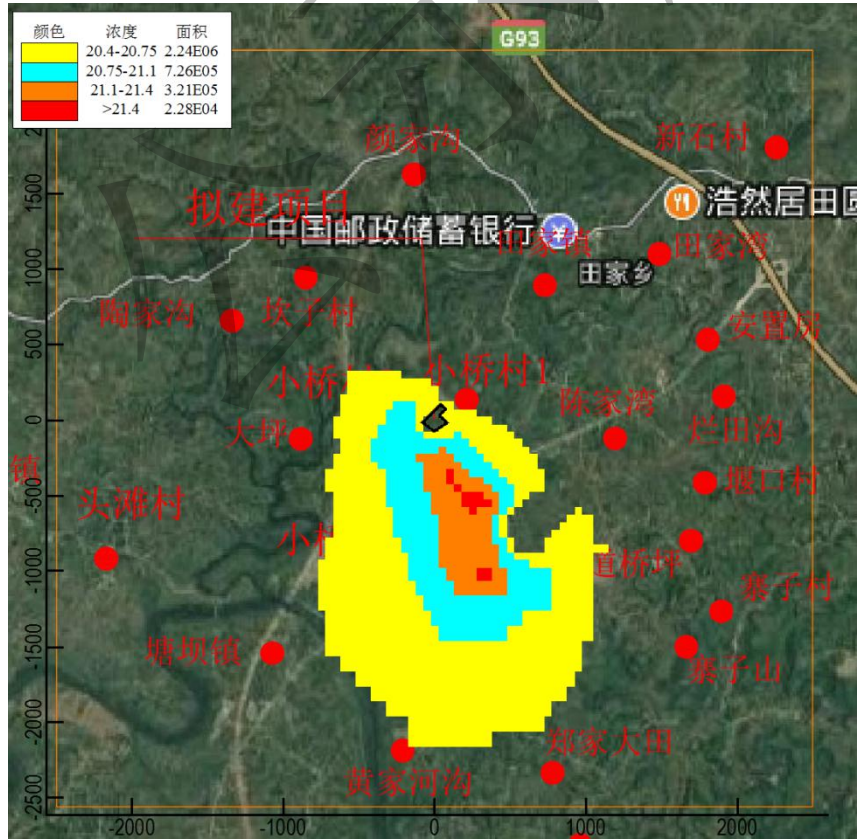 颜色 浓度 面积
20.4-20.75 2.24E06
20.75-21.1 7.26E05
21.1-21.4 3.21E05
>21.4 2.28E04
G93
新石村
颜家沟
拟建项目
中国邮政储蓄银行
浩然居田园
田家镇
田家湾
田家乡
陶家沟
坎子村
安置房
小桥村1
陈家湾
大坪
烂田沟
镇
堰口村
头滩村
道桥坪
寨子村
塘坝镇
寨子山
郑家大田
黄家河沟
1500
1000
500
0
-500
-1000
-1500
-2000
-2500
-2000 -1000 0 1000 2000